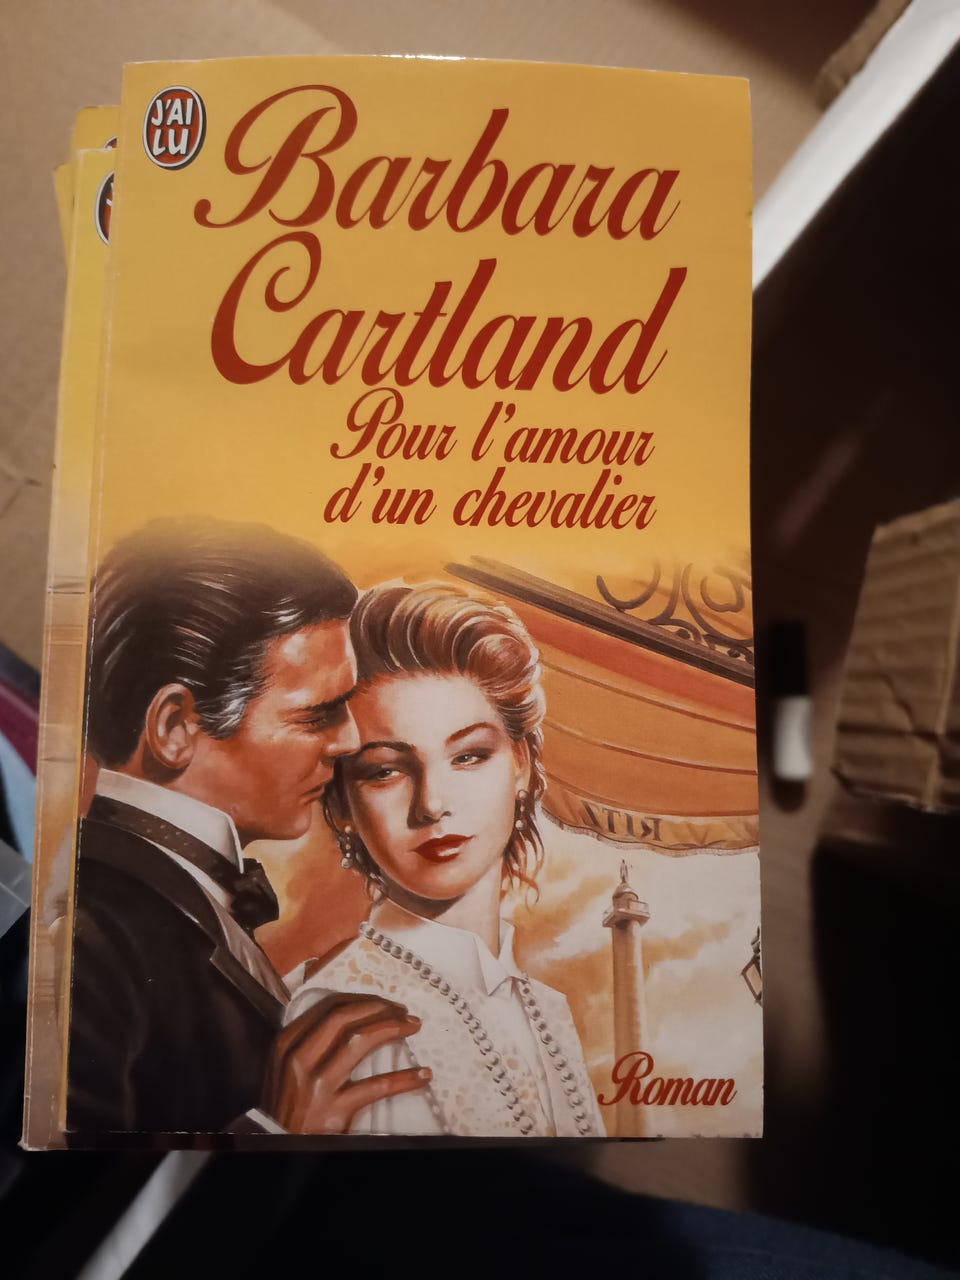 J'AI
LU
Barbara
Cartland
Pour l'amour
d'un chevalier
RITZ
Roman